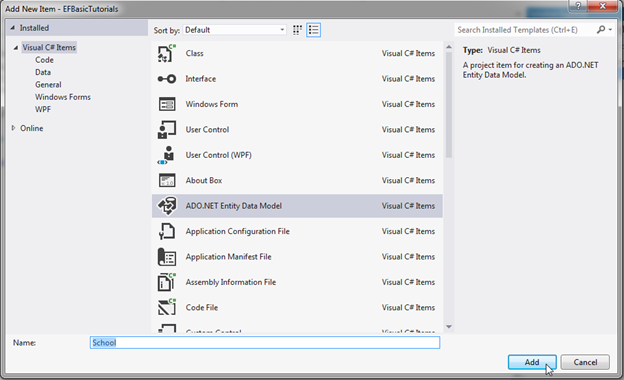 Add New Item - EFBasicTutorials
Installed
Sort by: Default
Search Installed Templates (Ctrl+E)
Visual C# Items
Code
Data
General
Windows Forms
WPF
Online
Class Visual C# Items
Interface Visual C# Items
Windows Form Visual C# Items
User Control Visual C# Items
User Control (WPF) Visual C# Items
About Box Visual C# Items
ADO.NET Entity Data Model Visual C# Items
Application Configuration File Visual C# Items
Application Manifest File Visual C# Items
Assembly Information File Visual C# Items
Code File Visual C# Items
Custom Control Visual C# Items
Type: Visual C# Items
A project item for creating an ADO.NET
Entity Data Model.
Name: School
Add Cancel